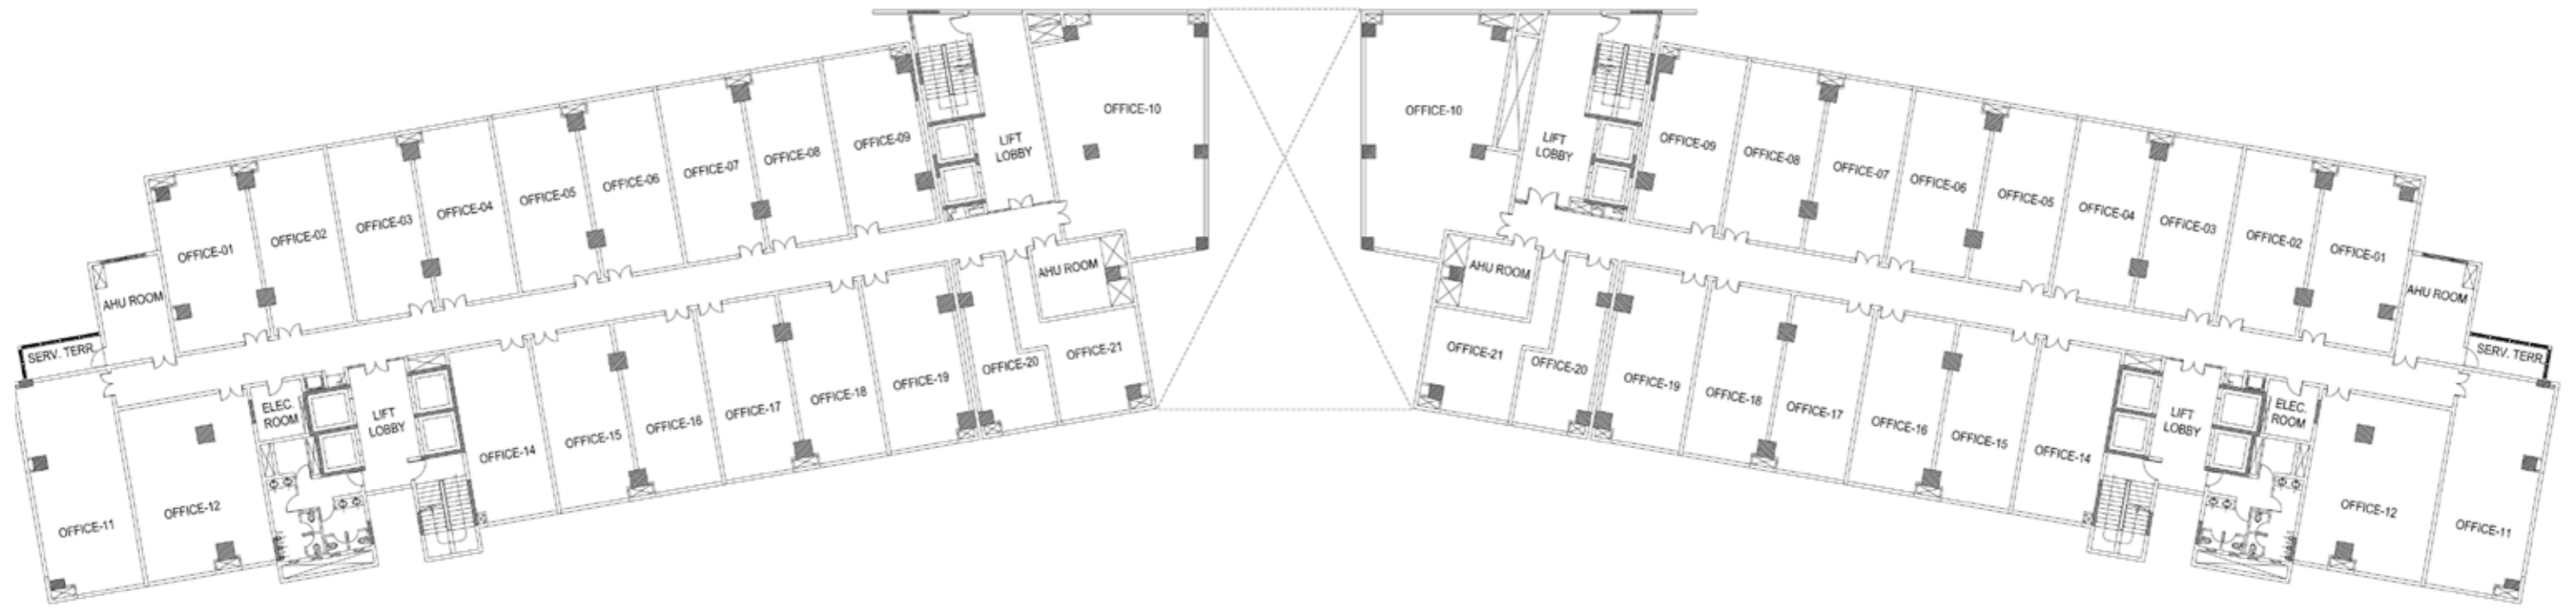 OFFICE-01
OFFICE-02
OFFICE-03
OFFICE-04
OFFICE-05
OFFICE-06
OFFICE-07
OFFICE-08
OFFICE-09
LIFT
LOBBY
OFFICE-10
AHU ROOM
SERV. TERR.
AHU ROOM
OFFICE-11
OFFICE-12
ELEC.
ROOM
LIFT
LOBBY
OFFICE-14
OFFICE-15
OFFICE-16
OFFICE-17
OFFICE-18
OFFICE-19
OFFICE-20
OFFICE-21
OFFICE-10
LIFT
LOBBY
OFFICE-09
OFFICE-08
OFFICE-07
OFFICE-06
OFFICE-05
OFFICE-04
OFFICE-03
OFFICE-02
OFFICE-01
AHU ROOM
AHU ROOM
SERV. TERR.
OFFICE-21
OFFICE-20
OFFICE-19
OFFICE-18
OFFICE-17
OFFICE-16
OFFICE-15
OFFICE-14
LIFT
LOBBY
ELEC.
ROOM
OFFICE-12
OFFICE-11